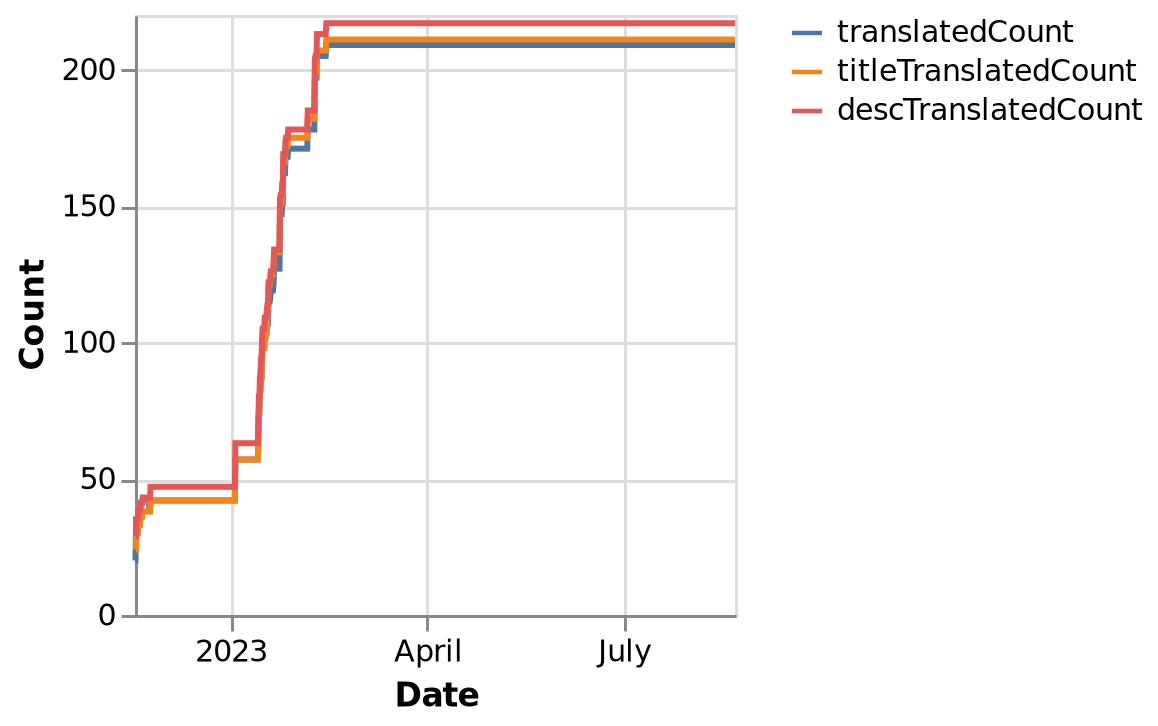 translatedCount
titleTranslatedCount
descTranslatedCount
200
150
100
50
0
Count
2023 April July
Date